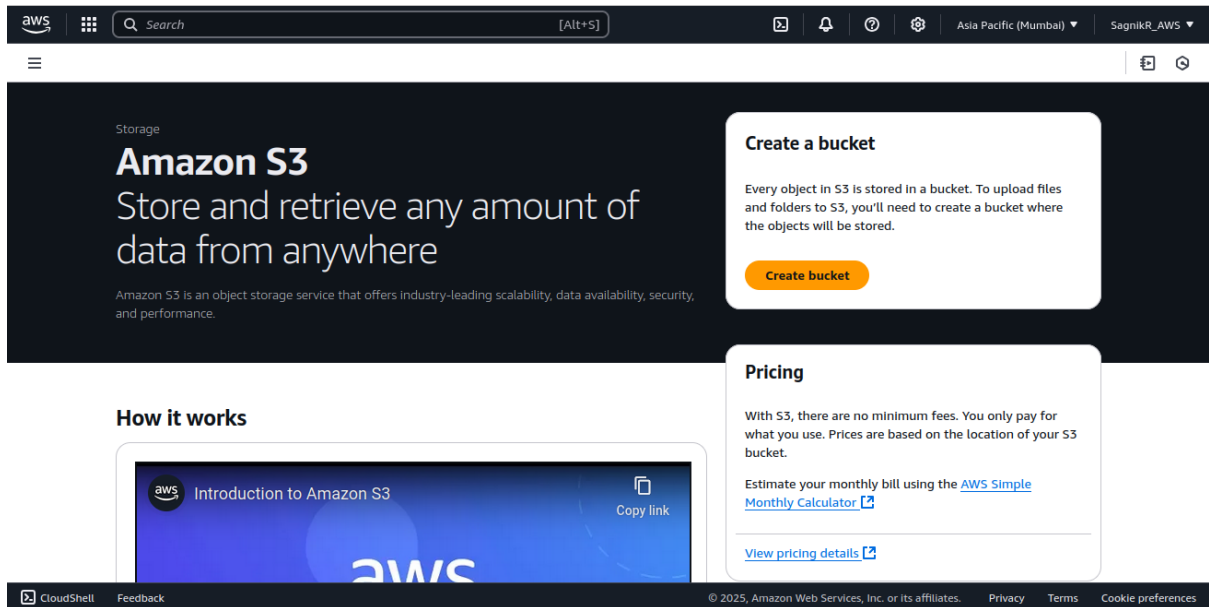 aws
Search [Alt+S]
Asia Pacific (Mumbai) ▼
SagnikR_AWS ▼
Storage
Amazon S3
Store and retrieve any amount of
data from anywhere
Amazon S3 is an object storage service that offers industry-leading scalability, data availability, security,
and performance.
Create a bucket
Every object in S3 is stored in a bucket. To upload files
and folders to S3, you'll need to create a bucket where
the objects will be stored.
Create bucket
Pricing
With S3, there are no minimum fees. You only pay for
what you use. Prices are based on the location of your S3
bucket.
Estimate your monthly bill using the AWS Simple
Monthly Calculator
View pricing details
How it works
aws
Introduction to Amazon S3
Copy link
aws
CloudShell
Feedback
© 2025, Amazon Web Services, Inc. or its affiliates.
Privacy
Terms
Cookie preferences